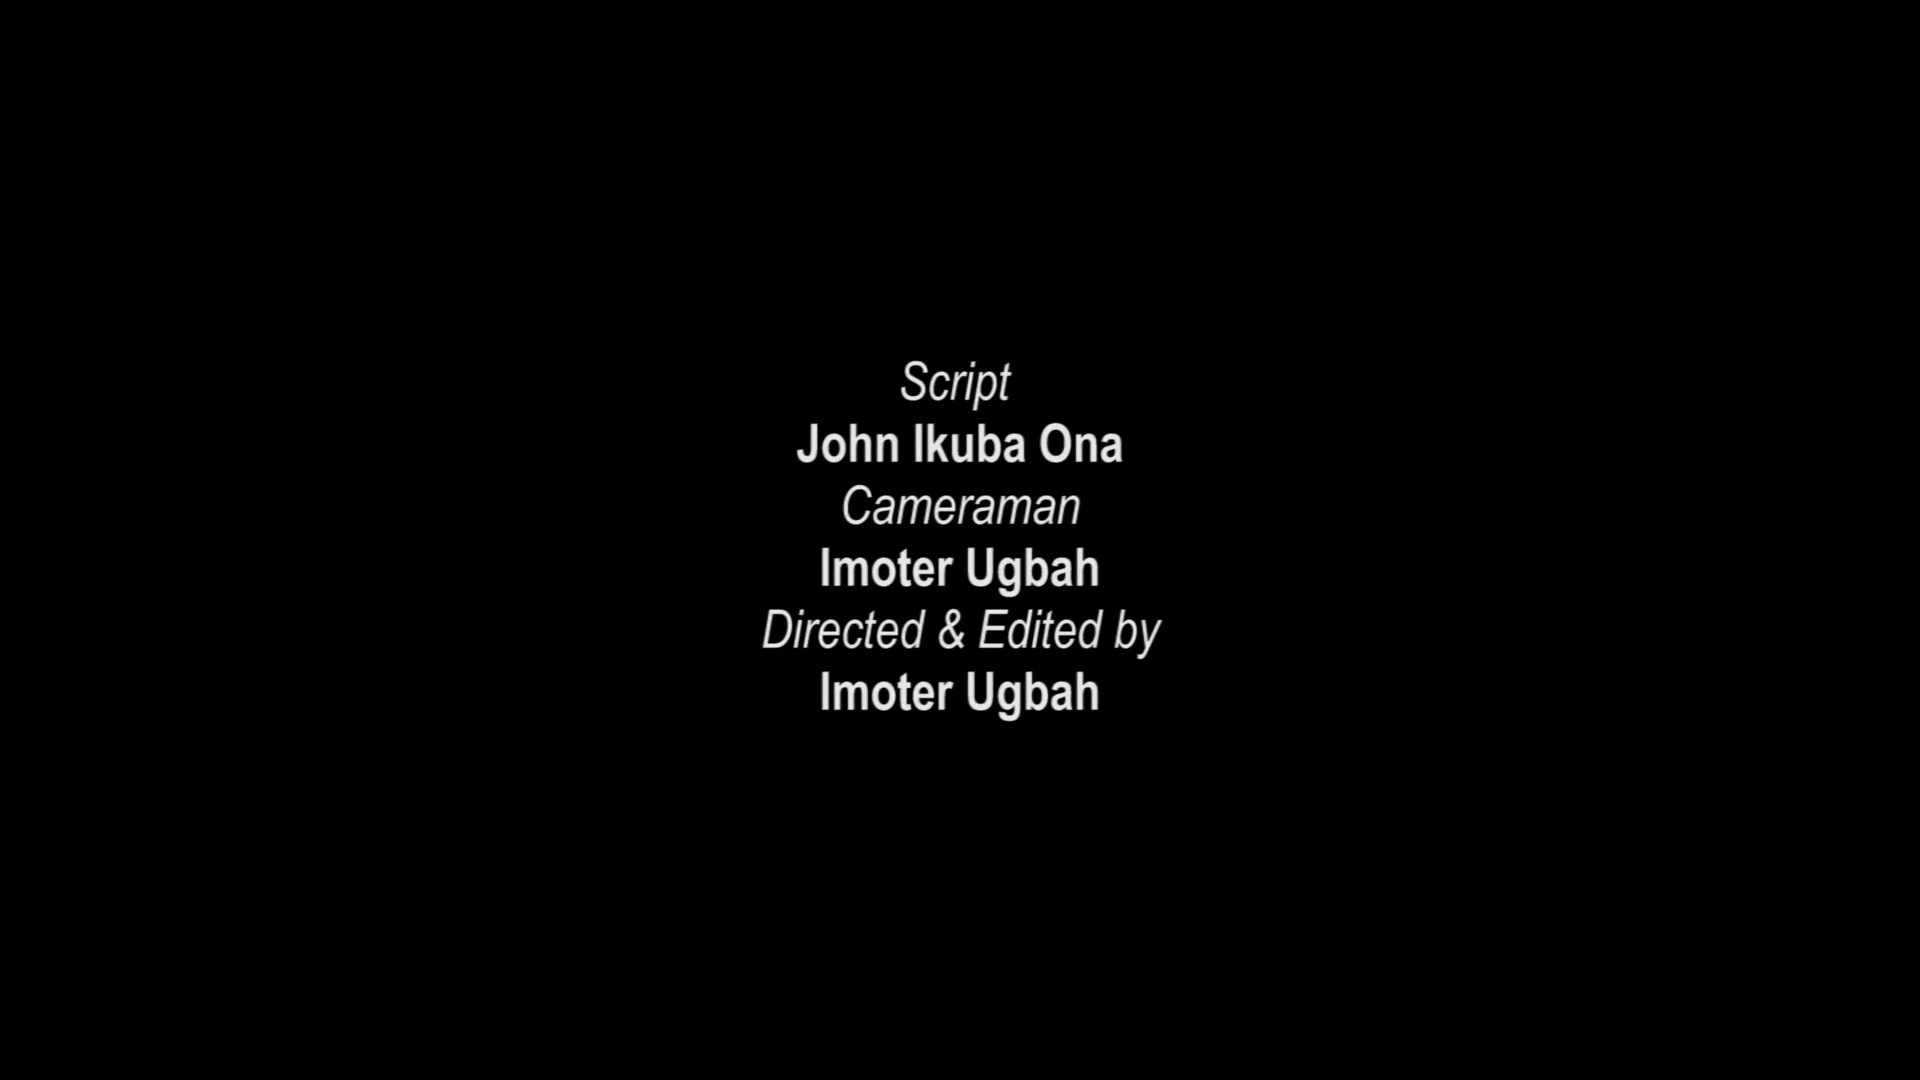 Script
John Ikuba Ona
Cameraman
Imoter Ugbah
Directed & Edited by
Imoter Ugbah